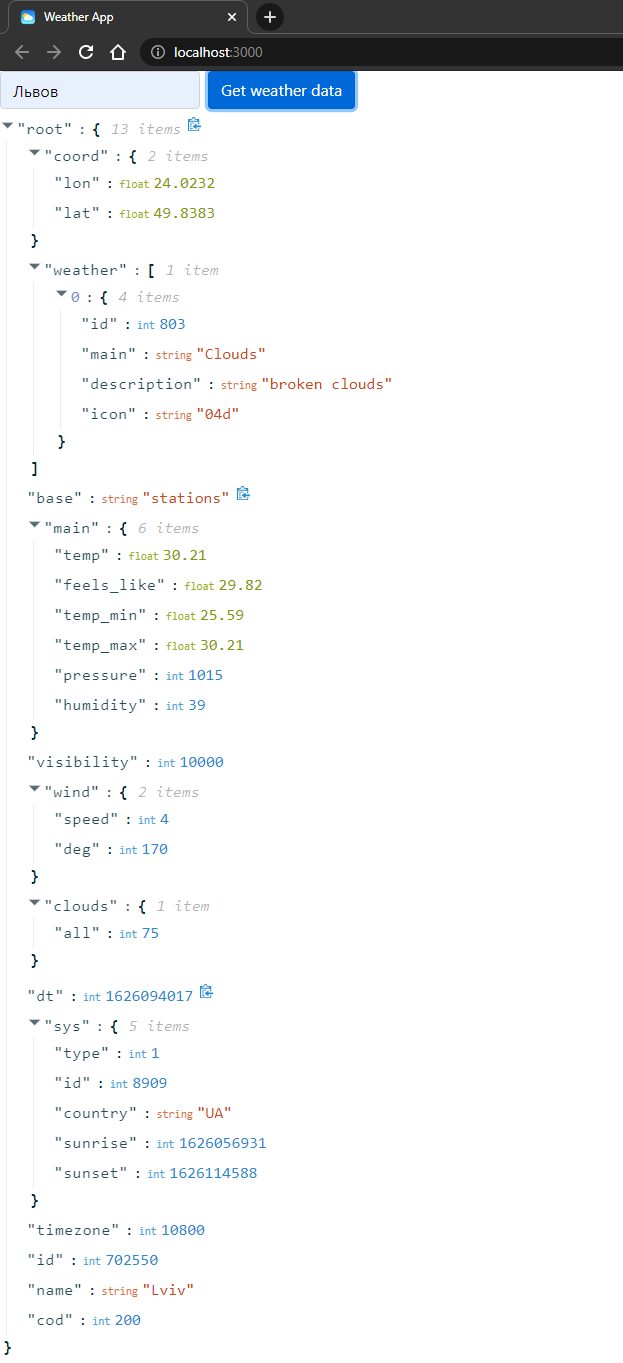 Weather App
localhost:3000
Львов Get weather data
"root" : { 13 items
"coord" : { 2 items
"lon" : float 24.0232
"lat" : float 49.8383
}
"weather" : [ 1 item
0 : { 4 items
"id" : int 803
"main" : string "Clouds"
"description" : string "broken clouds"
"icon" : string "04d"
}
]
"base" : string "stations"
"main" : { 6 items
"temp" : float 30.21
"feels_like" : float 29.82
"temp_min" : float 25.59
"temp_max" : float 30.21
"pressure" : int 1015
"humidity" : int 39
}
"visibility" : int 10000
"wind" : { 2 items
"speed" : int 4
"deg" : int 170
}
"clouds" : { 1 item
"all" : int 75
}
"dt" : int 1626094017
"sys" : { 5 items
"type" : int 1
"id" : int 8909
"country" : string "UA"
"sunrise" : int 1626056931
"sunset" : int 1626114588
}
"timezone" : int 10800
"id" : int 702550
"name" : string "Lviv"
"cod" : int 200
}